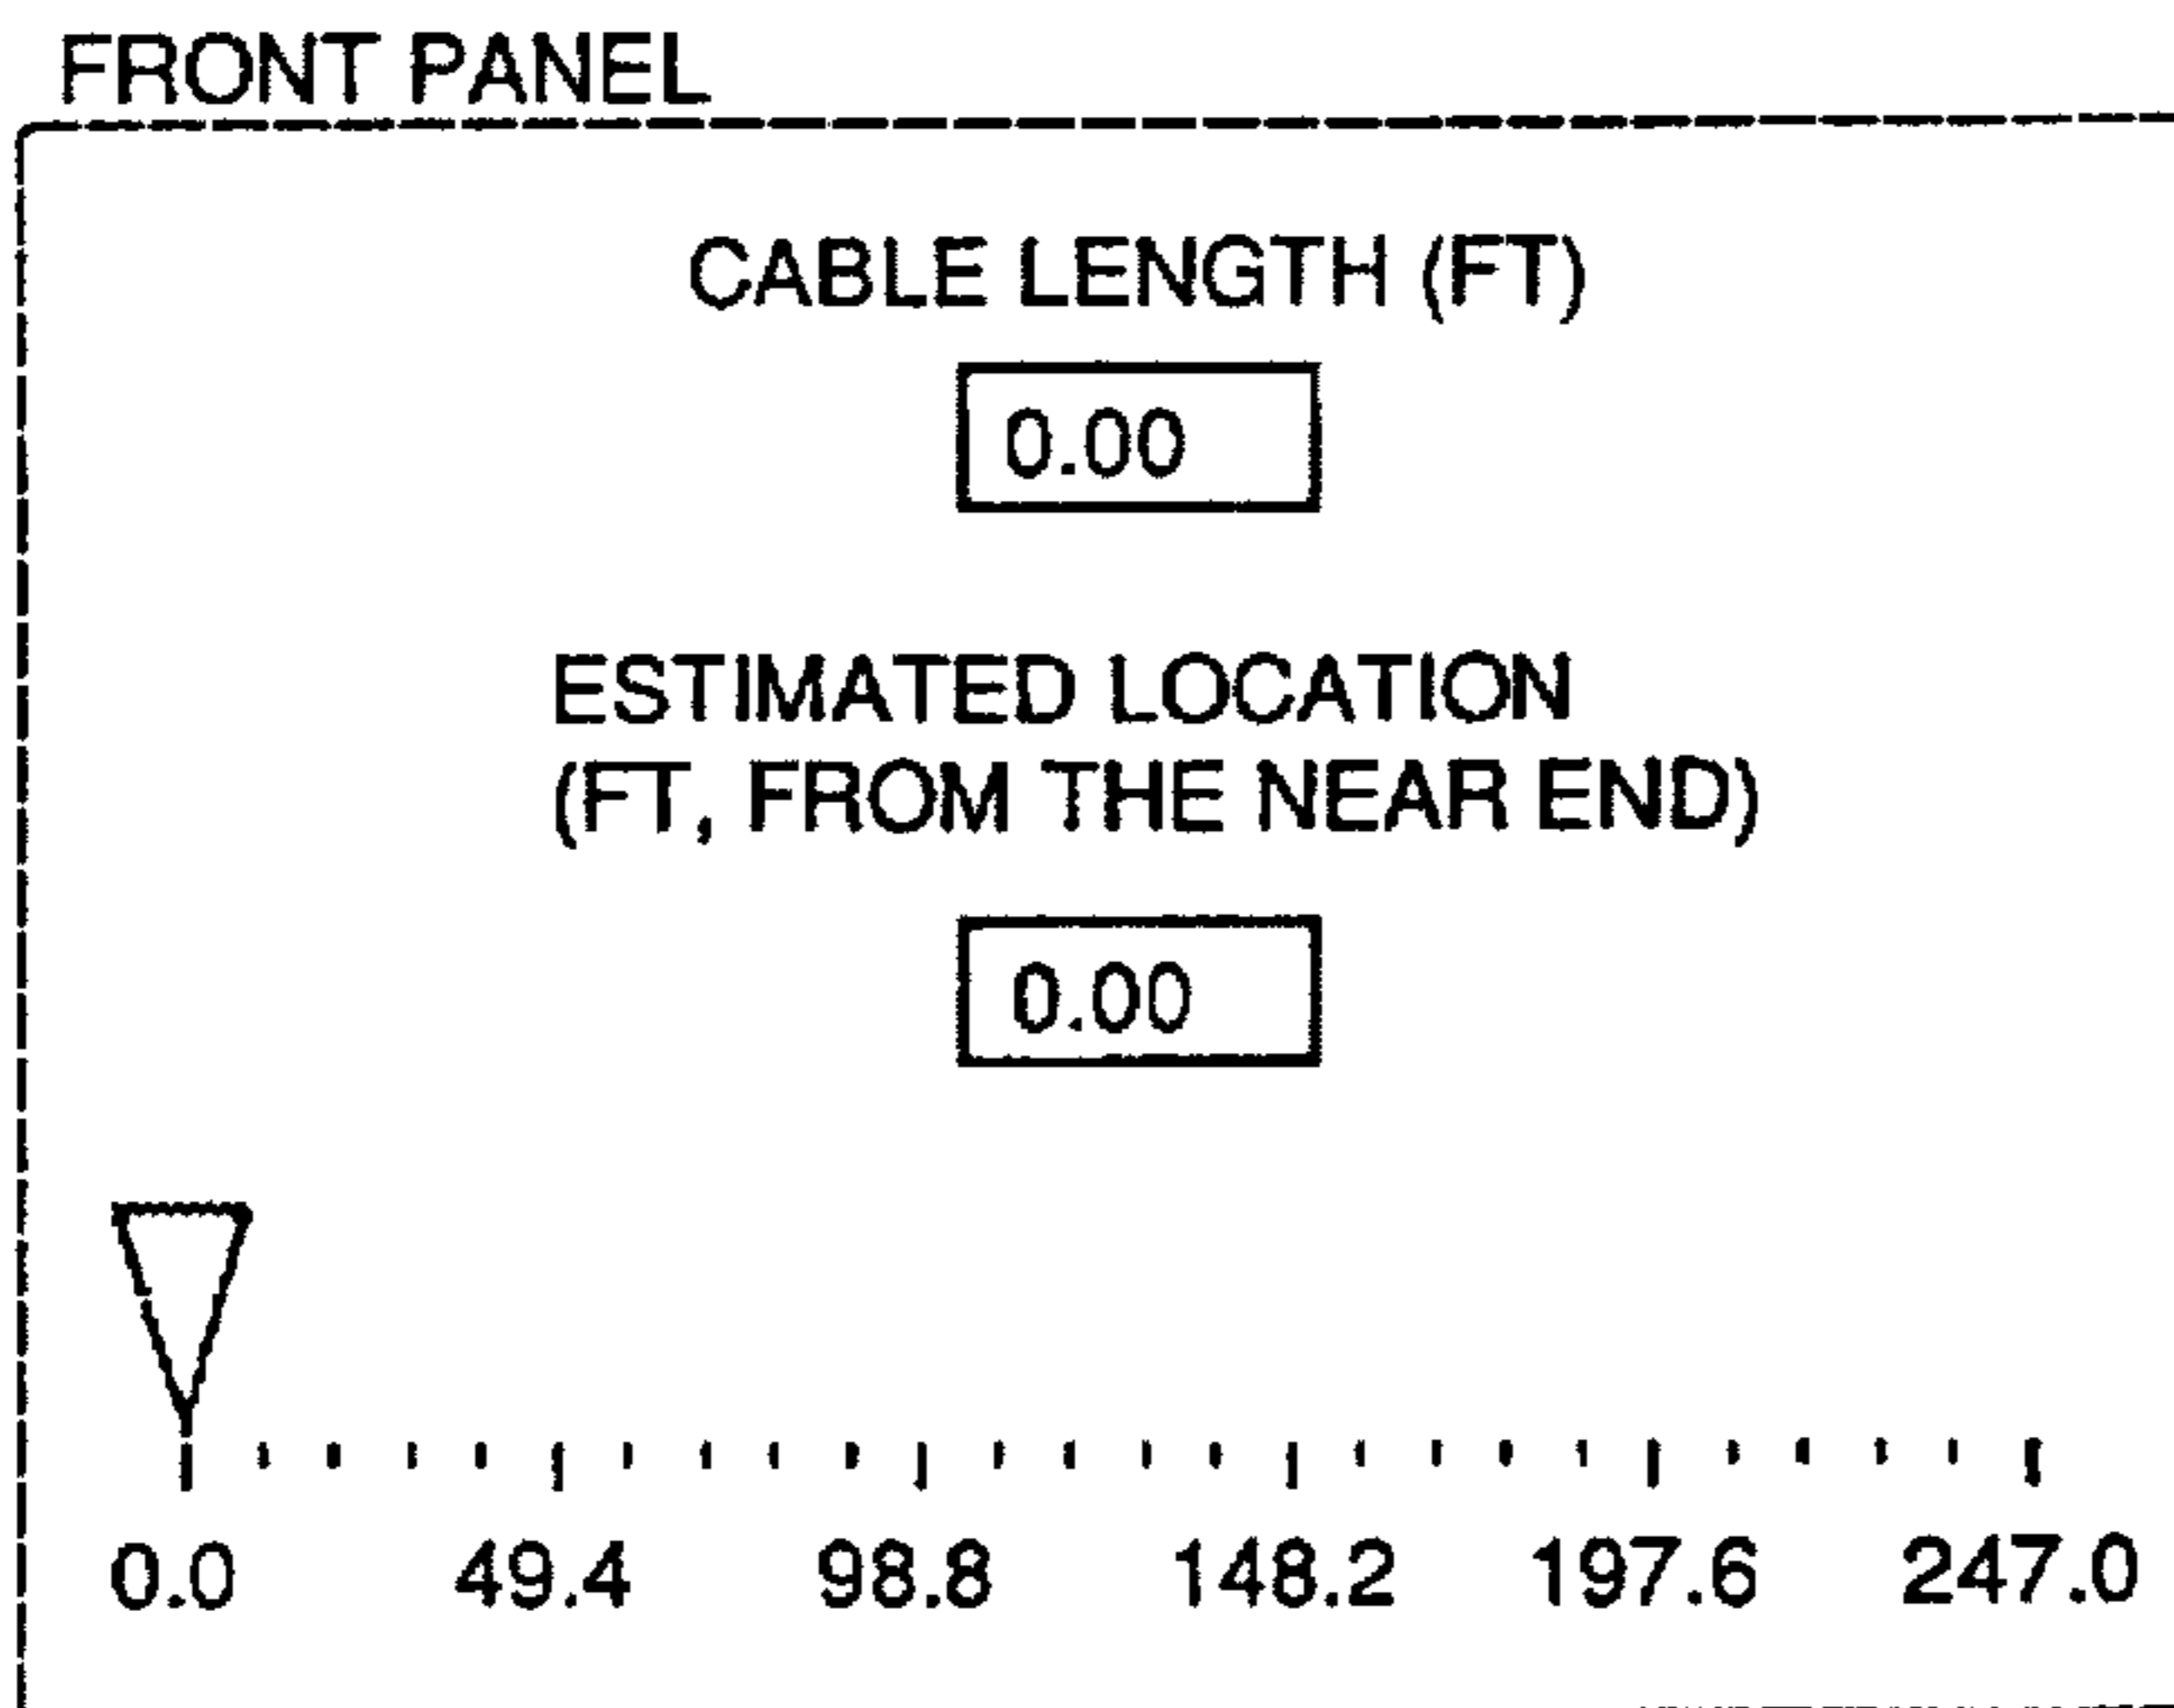 FRONT PANEL
CABLE LENGTH (FT)
0.00
ESTIMATED LOCATION
(FT, FROM THE NEAR END)
0.00
0.0 49.4 98.8 148.2 197.6 247.0